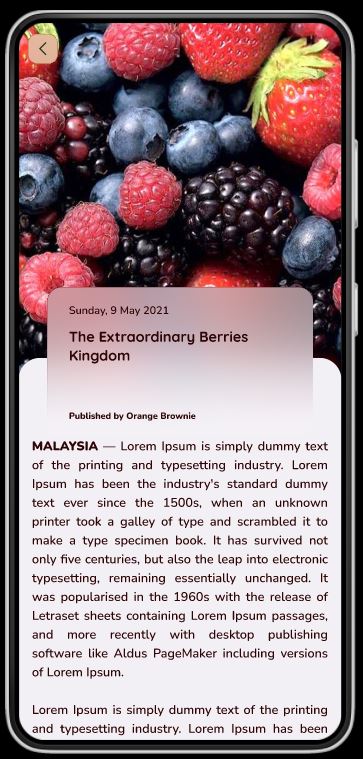 Sunday, 9 May 2021
The Extraordinary Berries
Kingdom
Published by Orange Brownie
MALAYSIA — Lorem Ipsum is simply dummy text
of the printing and typesetting industry. Lorem
Ipsum has been the industry's standard dummy
text ever since the 1500s, when an unknown
printer took a galley of type and scrambled it to
make a type specimen book. It has survived not
only five centuries, but also the leap into electronic
typesetting, remaining essentially unchanged. It
was popularised in the 1960s with the release of
Letraset sheets containing Lorem Ipsum passages,
and more recently with desktop publishing
software like Aldus PageMaker including versions
of Lorem Ipsum.
Lorem Ipsum is simply dummy text of the printing
and typesetting industry. Lorem Ipsum has been